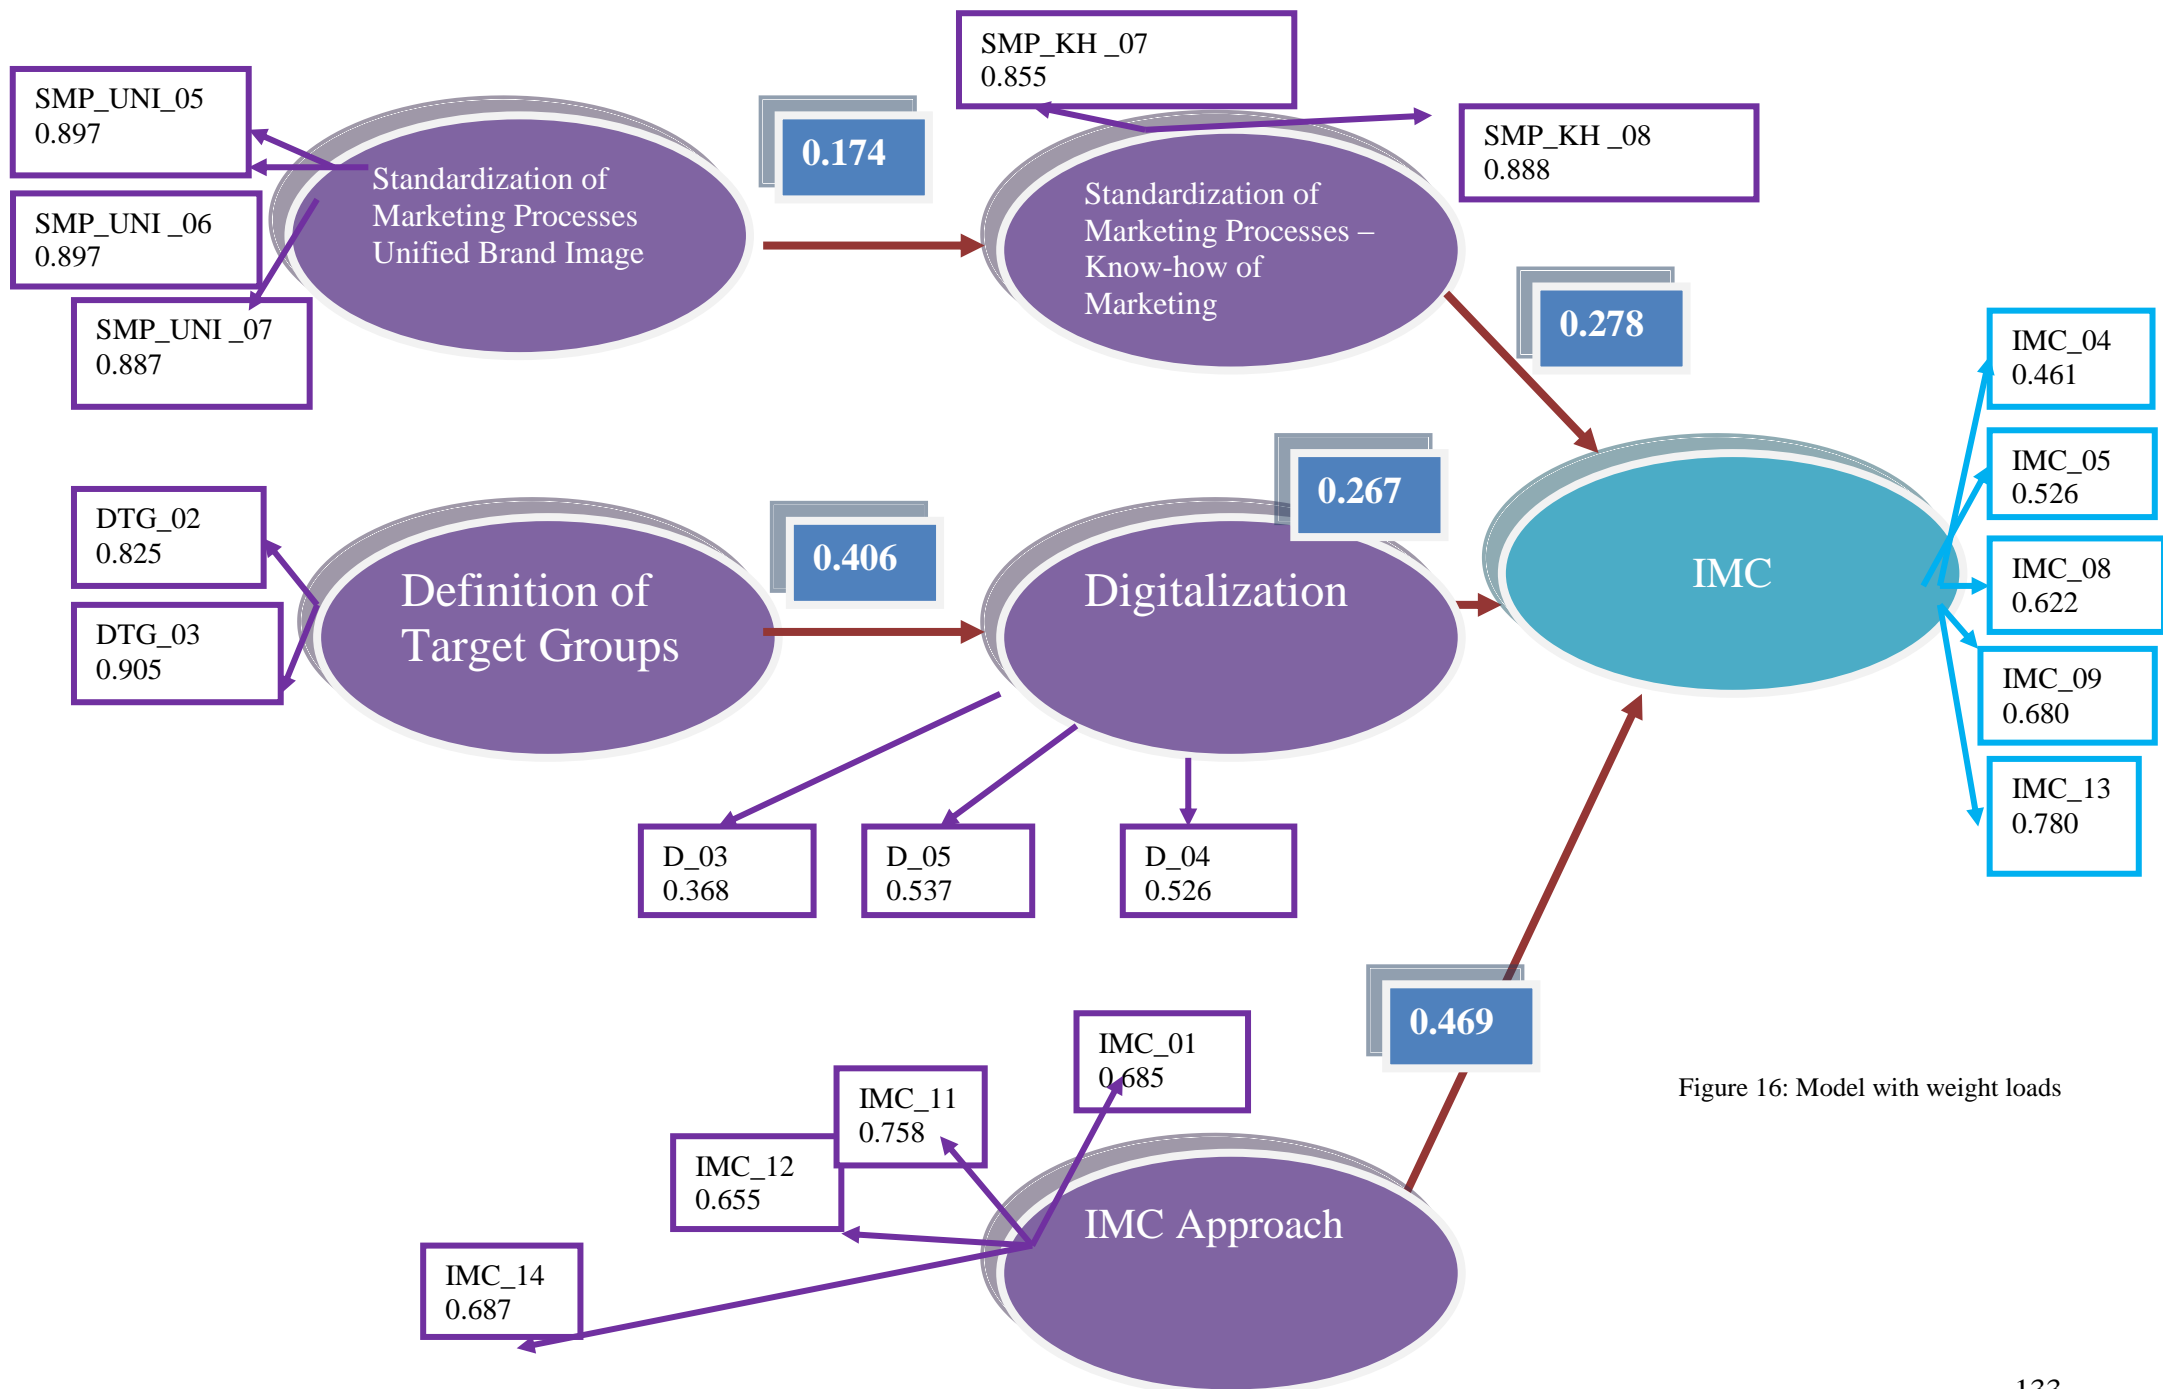 SMP_KH _07
0.855
SMP_UNI_05
0.897
0.174
SMP_KH _08
0.888
Standardization of
Marketing Processes
Unified Brand Image
Standardization of
Marketing Processes –
Know-how of
Marketing
SMP_UNI _06
0.897
SMP_UNI _07
0.887
0.278
IMC_04
0.461
IMC_05
0.526
0.267
DTG_02
0.825
0.406
Definition of
Target Groups
Digitalization
IMC
IMC_08
0.622
DTG_03
0.905
IMC_09
0.680
IMC_13
0.780
D_03
0.368
D_05
0.537
D_04
0.526
0.469
IMC_01
0.685
IMC_11
0.758
Figure 16: Model with weight loads
IMC_12
0.655
IMC Approach
IMC_14
0.687